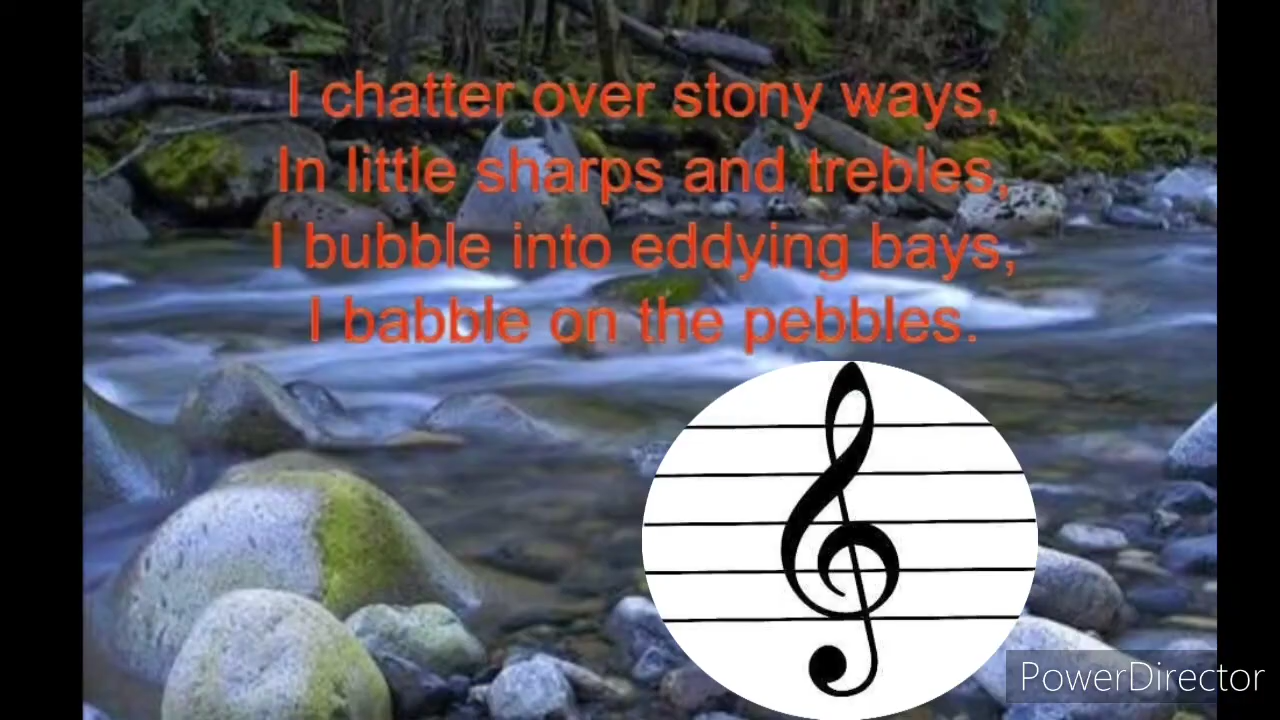 I chatter over stony ways,
In little sharps and trebles,
I bubble into eddying bays,
I babble on the pebbles.
PowerDirector